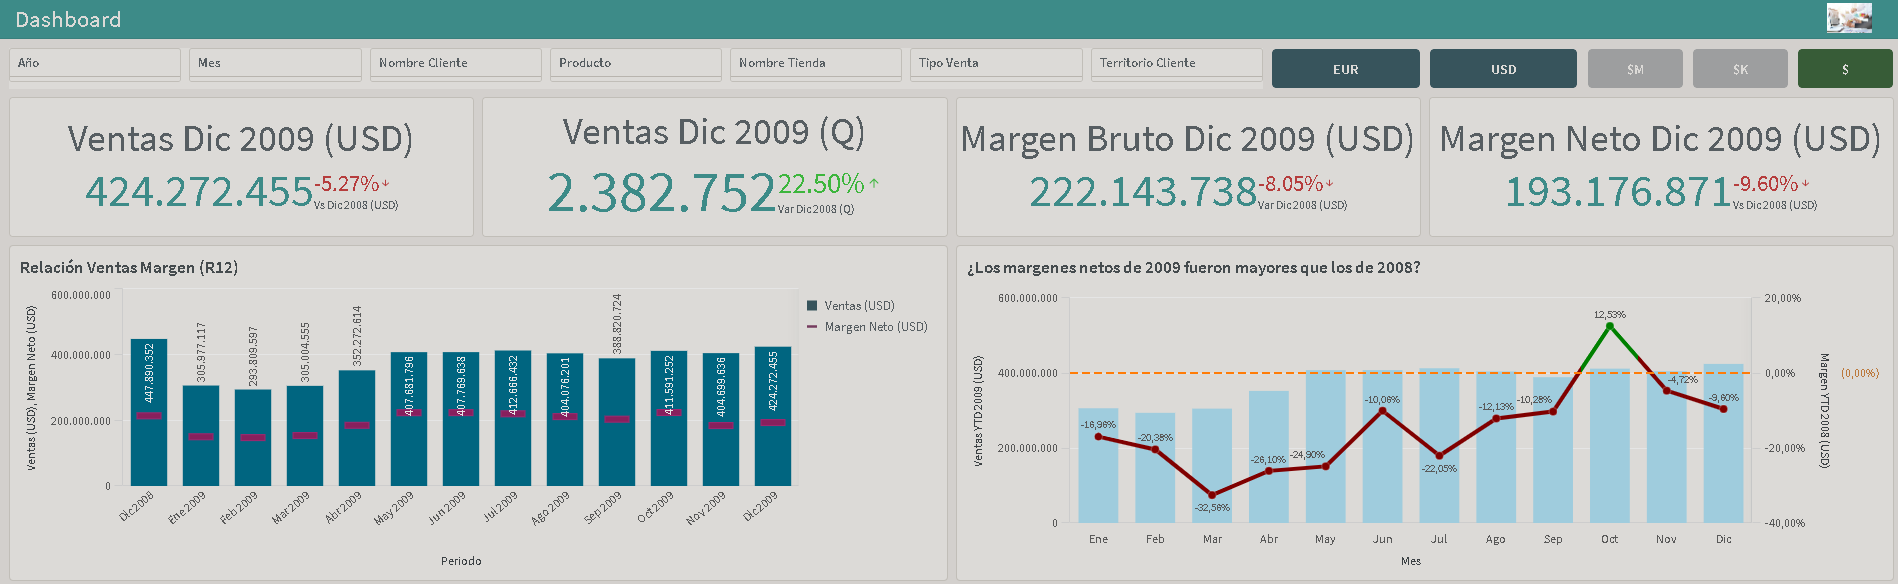 Dashboard
Año
Mes
Nombre Cliente
Producto
Nombre Tienda
Tipo Venta
Territorio Cliente
EUR
USD
$M
$K
$
Ventas Dic 2009 (USD)
424.272.455
-5.27%↓
Vs Dic2008 (USD)
Ventas Dic 2009 (Q)
2.382.752
22.50%↑
Var Dic2008 (Q)
Margen Bruto Dic 2009 (USD)
222.143.738
-8.05%↓
Var Dic2008 (USD)
Margen Neto Dic 2009 (USD)
193.176.871
-9.60%↓
Vs Dic2008 (USD)
Relación Ventas Margen (R12)
Ventas (USD), Margen Neto (USD)
600.000.000
400.000.000
200.000.000
0
447.890.352
305.977.117
293.809.597
305.004.555
352.272.614
407.681.796
407.769.638
412.666.432
404.076.201
388.820.724
411.591.252
404.699.636
424.272.455
Dic2008
Ene2009
Feb2009
Mar2009
Abr2009
May2009
Jun2009
Jul2009
Ago2009
Sep2009
Oct2009
Nov2009
Dic2009
Periodo
Ventas (USD)
Margen Neto (USD)
¿Los margenes netos de 2009 fueron mayores que los de 2008?
Ventas YTD 2009 (USD)
600.000.000
400.000.000
200.000.000
0
-16,96%
-20,38%
-32,56%
-26,10%
-24,90%
-10,06%
-22,05%
-12,13%
-10,28%
12,53%
-4,72%
-9,60%
20,00%
0,00%
-20,00%
-40,00%
(0,00%)
Margen YTD 2008 (USD)
Ene
Feb
Mar
Abr
May
Jun
Jul
Ago
Sep
Oct
Nov
Dic
Mes